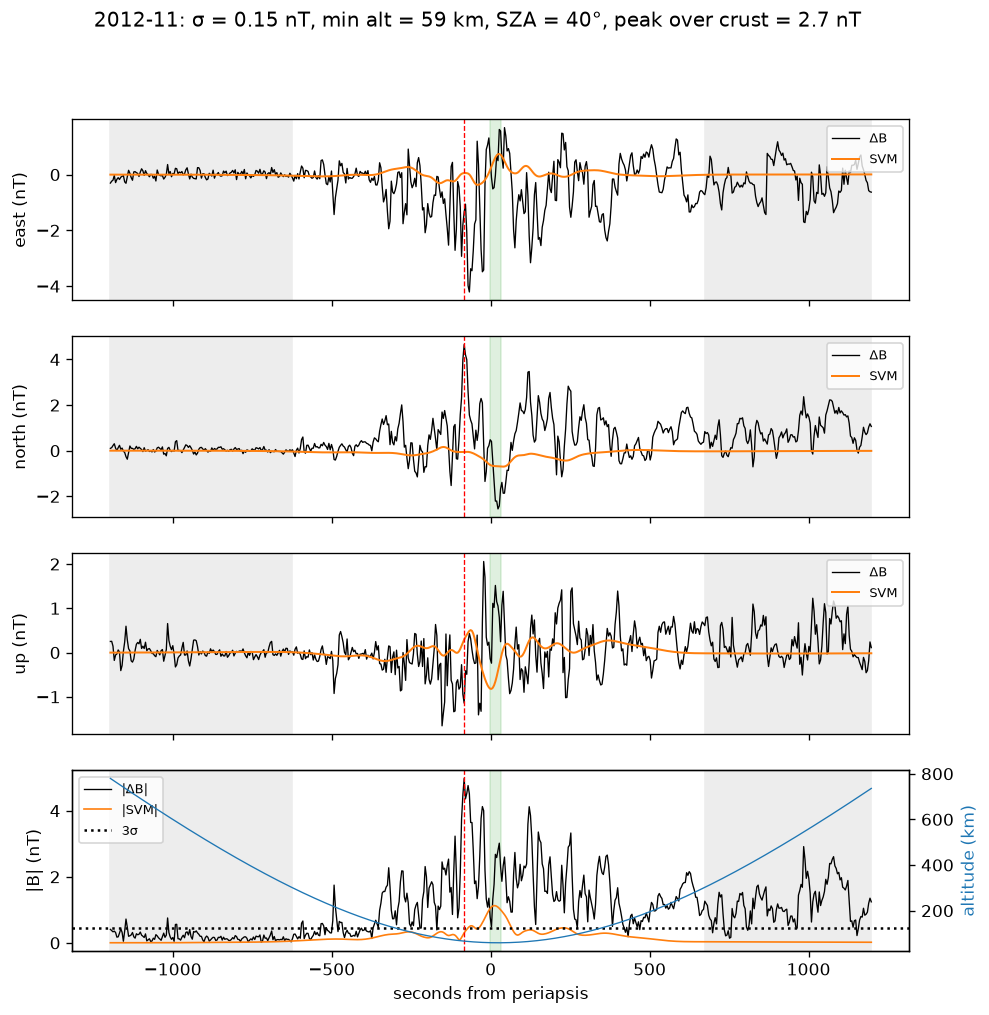 2012-11: σ = 0.15 nT, min alt = 59 km, SZA = 40°, peak over crust = 2.7 nT
east (nT)
0
−2
−4
ΔB
SVM
north (nT)
4
2
0
−2
ΔB
SVM
up (nT)
2
1
0
−1
ΔB
SVM
|B| (nT)
4
2
0
|ΔB|
|SVM|
3σ
800
600
400
200
altitude (km)
−1000
−500
0
500
1000
seconds from periapsis